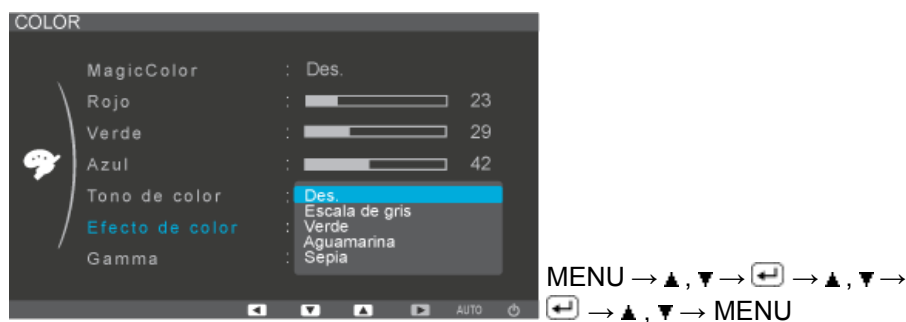 COLOR
MagicColor : Des.
Rojo : 23
Verde : 29
Azul : 42
Tono de color :
Efecto de color :
Gamma :
Des.
Escala de gris
Verde
Aguamarina
Sepia
AUTO
MENU → ▲ , ▼ → ↵ → ▲ , ▼ →
↵ → ▲ , ▼ → MENU